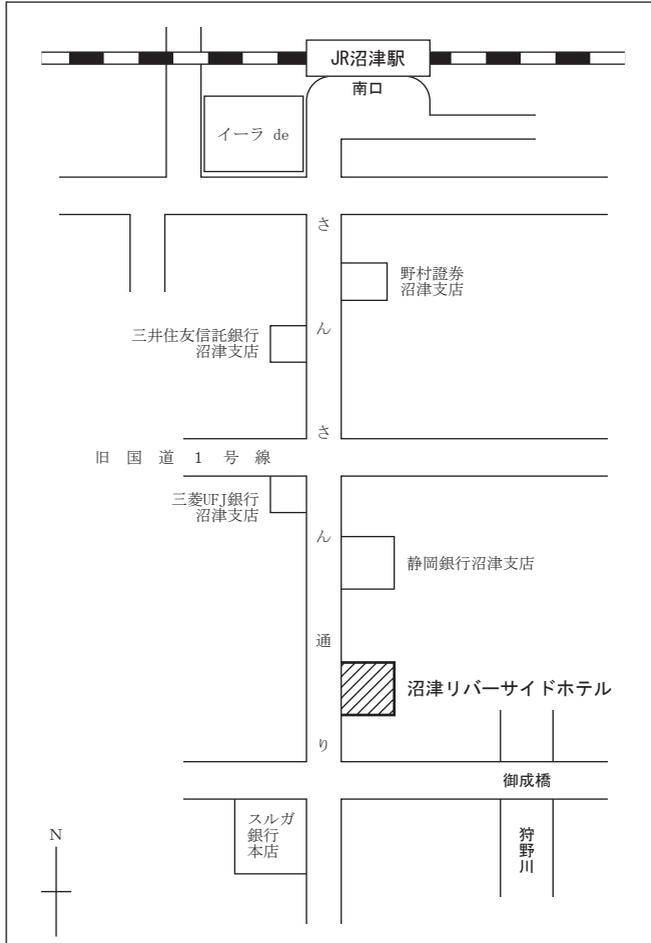 JR沼津駅
南口
イーラ de
さんさん通り
野村證券
沼津支店
三井住友信託銀行
沼津支店
旧国道1号線
三菱UFJ銀行
沼津支店
静岡銀行沼津支店
沼津リバーサイドホテル
御成橋
スルガ
銀行
本店
狩野川
N